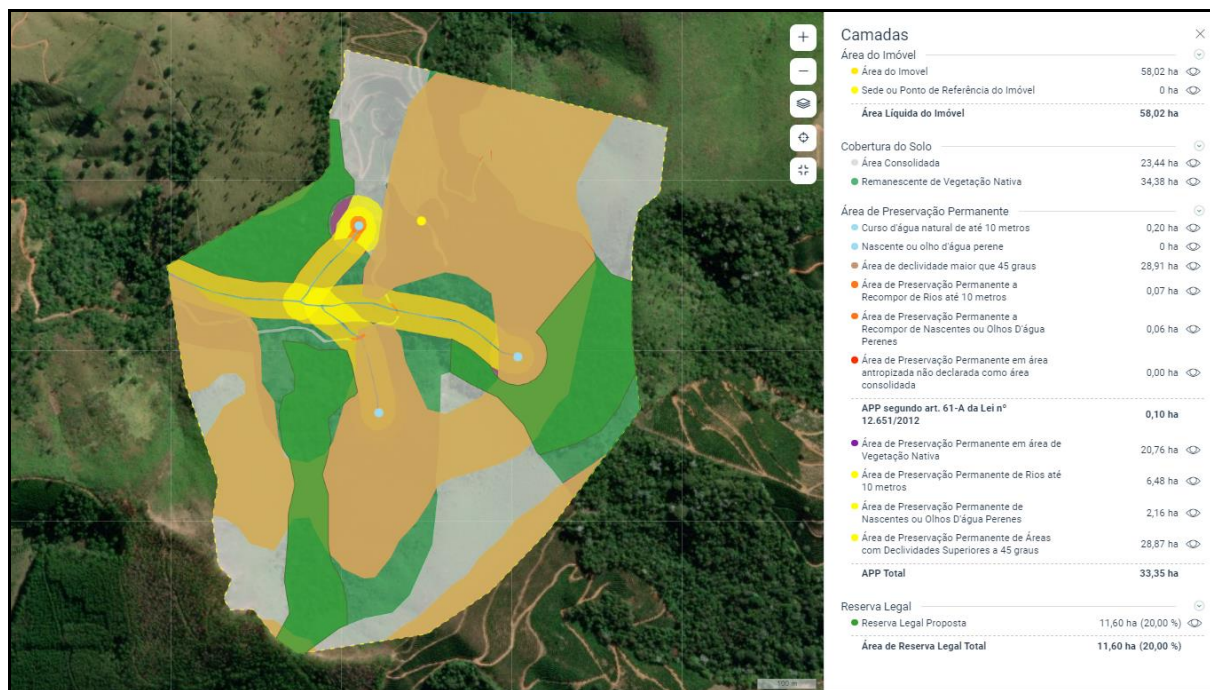 Camadas
Área do Imóvel
Área do Imovel 58,02 ha
Sede ou Ponto de Referência do Imóvel 0 ha
Área Líquida do Imóvel 58,02 ha
Cobertura do Solo
Área Consolidada 23,44 ha
Remanescente de Vegetação Nativa 34,38 ha
Área de Preservação Permanente
Curso d'água natural de até 10 metros 0,20 ha
Nascente ou olho d'água perene 0 ha
Área de declividade maior que 45 graus 28,91 ha
Área de Preservação Permanente a
Recompor de Rios até 10 metros 0,07 ha
Área de Preservação Permanente a
Recompor de Nascentes ou Olhos D'água 0,06 ha
Perenes
Área de Preservação Permanente em área
antropizada não declarada como área 0,00 ha
consolidada
APP segundo art. 61-A da Lei nº
12.651/2012 0,10 ha
Área de Preservação Permanente em área de
Vegetação Nativa 20,76 ha
Área de Preservação Permanente de Rios até
10 metros 6,48 ha
Área de Preservação Permanente de
Nascentes ou Olhos D'água Perenes 2,16 ha
Área de Preservação Permanente de Áreas
com Declividades Superiores a 45 graus 28,87 ha
APP Total 33,35 ha
Reserva Legal
Reserva Legal Proposta 11,60 ha (20,00 %)
Área de Reserva Legal Total 11,60 ha (20,00 %)
100 m